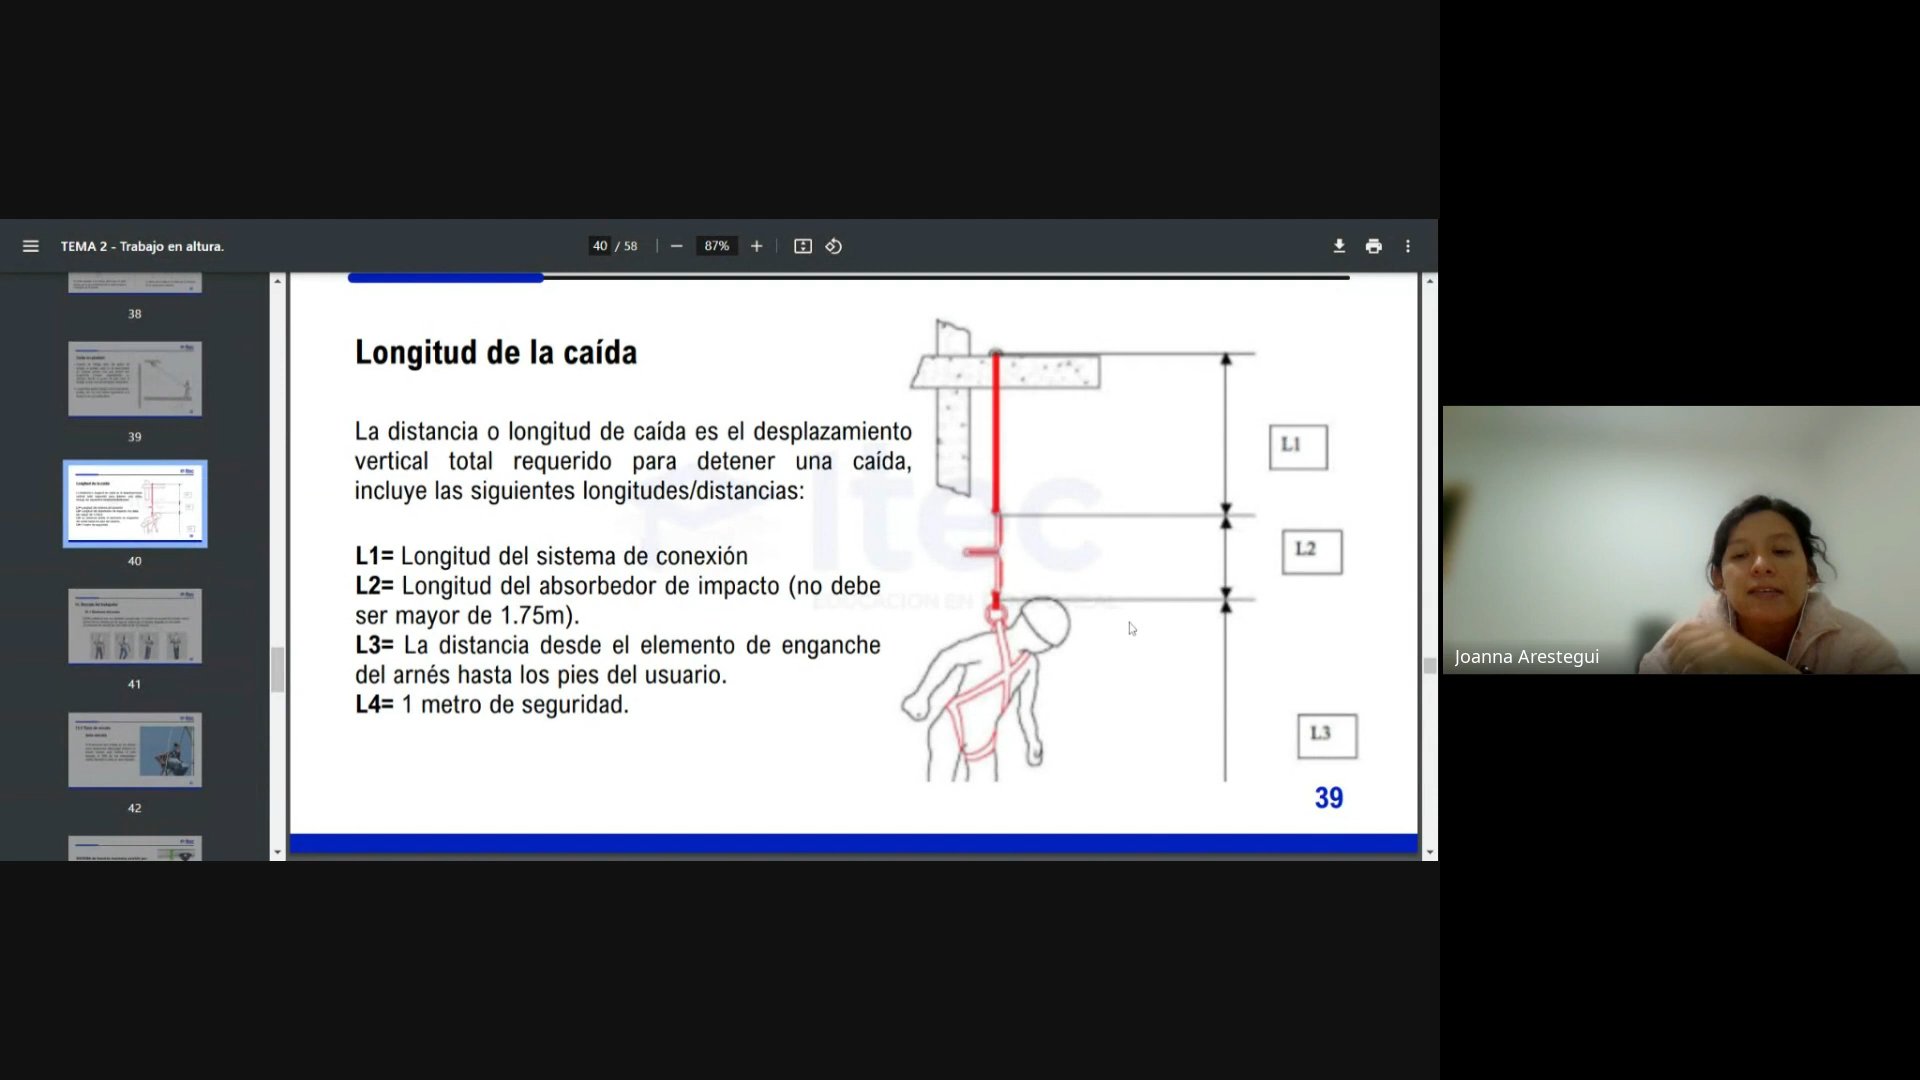 TEMA 2 - Trabajo en altura.
40 / 58
87%
38
39
40
41
42
Longitud de la caída
La distancia o longitud de caída es el desplazamiento
vertical total requerido para detener una caída,
incluye las siguientes longitudes/distancias:
L1= Longitud del sistema de conexión
L2= Longitud del absorbedor de impacto (no debe
ser mayor de 1.75m).
L3= La distancia desde el elemento de enganche
del arnés hasta los pies del usuario.
L4= 1 metro de seguridad.
L1
L2
L3
39
itec
Joanna Arestegui